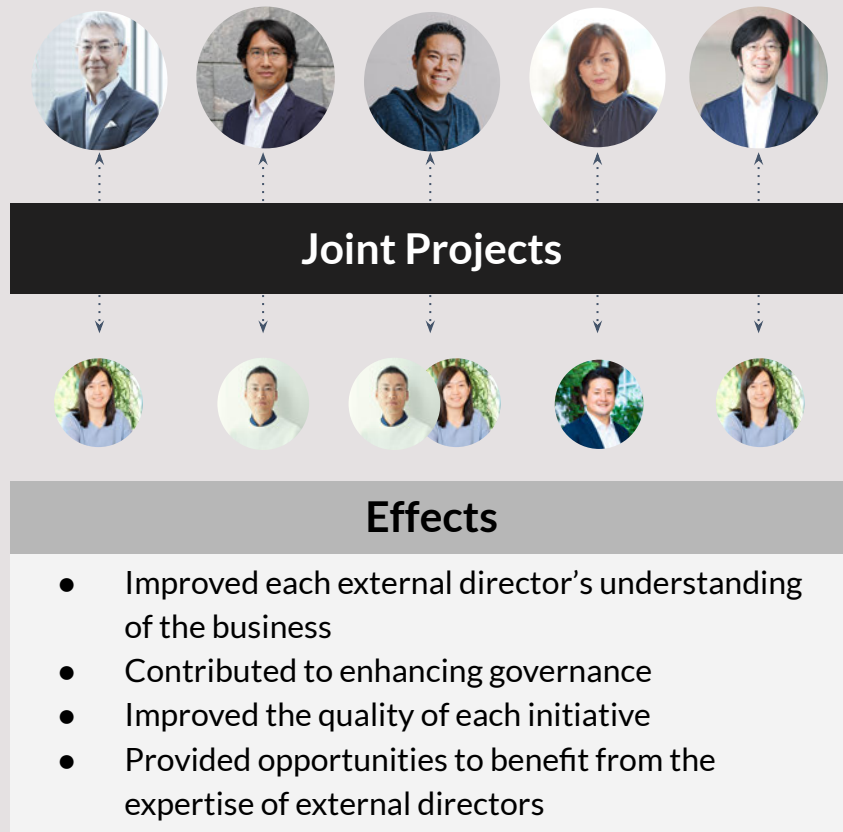 Joint Projects
Effects
● Improved each external director’s understanding
of the business
● Contributed to enhancing governance
● Improved the quality of each initiative
● Provided opportunities to benefit from the
expertise of external directors